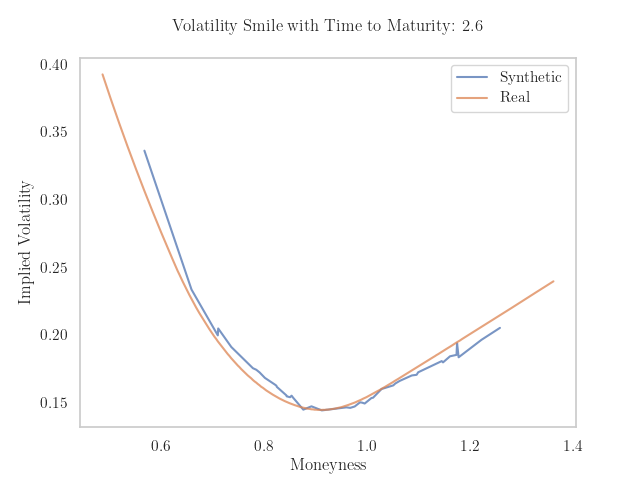 Volatility Smile with Time to Maturity: 2.6
Synthetic
Real
0.40
0.35
0.30
0.25
0.20
0.15
Implied Volatility
0.6
0.8
1.0
1.2
1.4
Moneyness